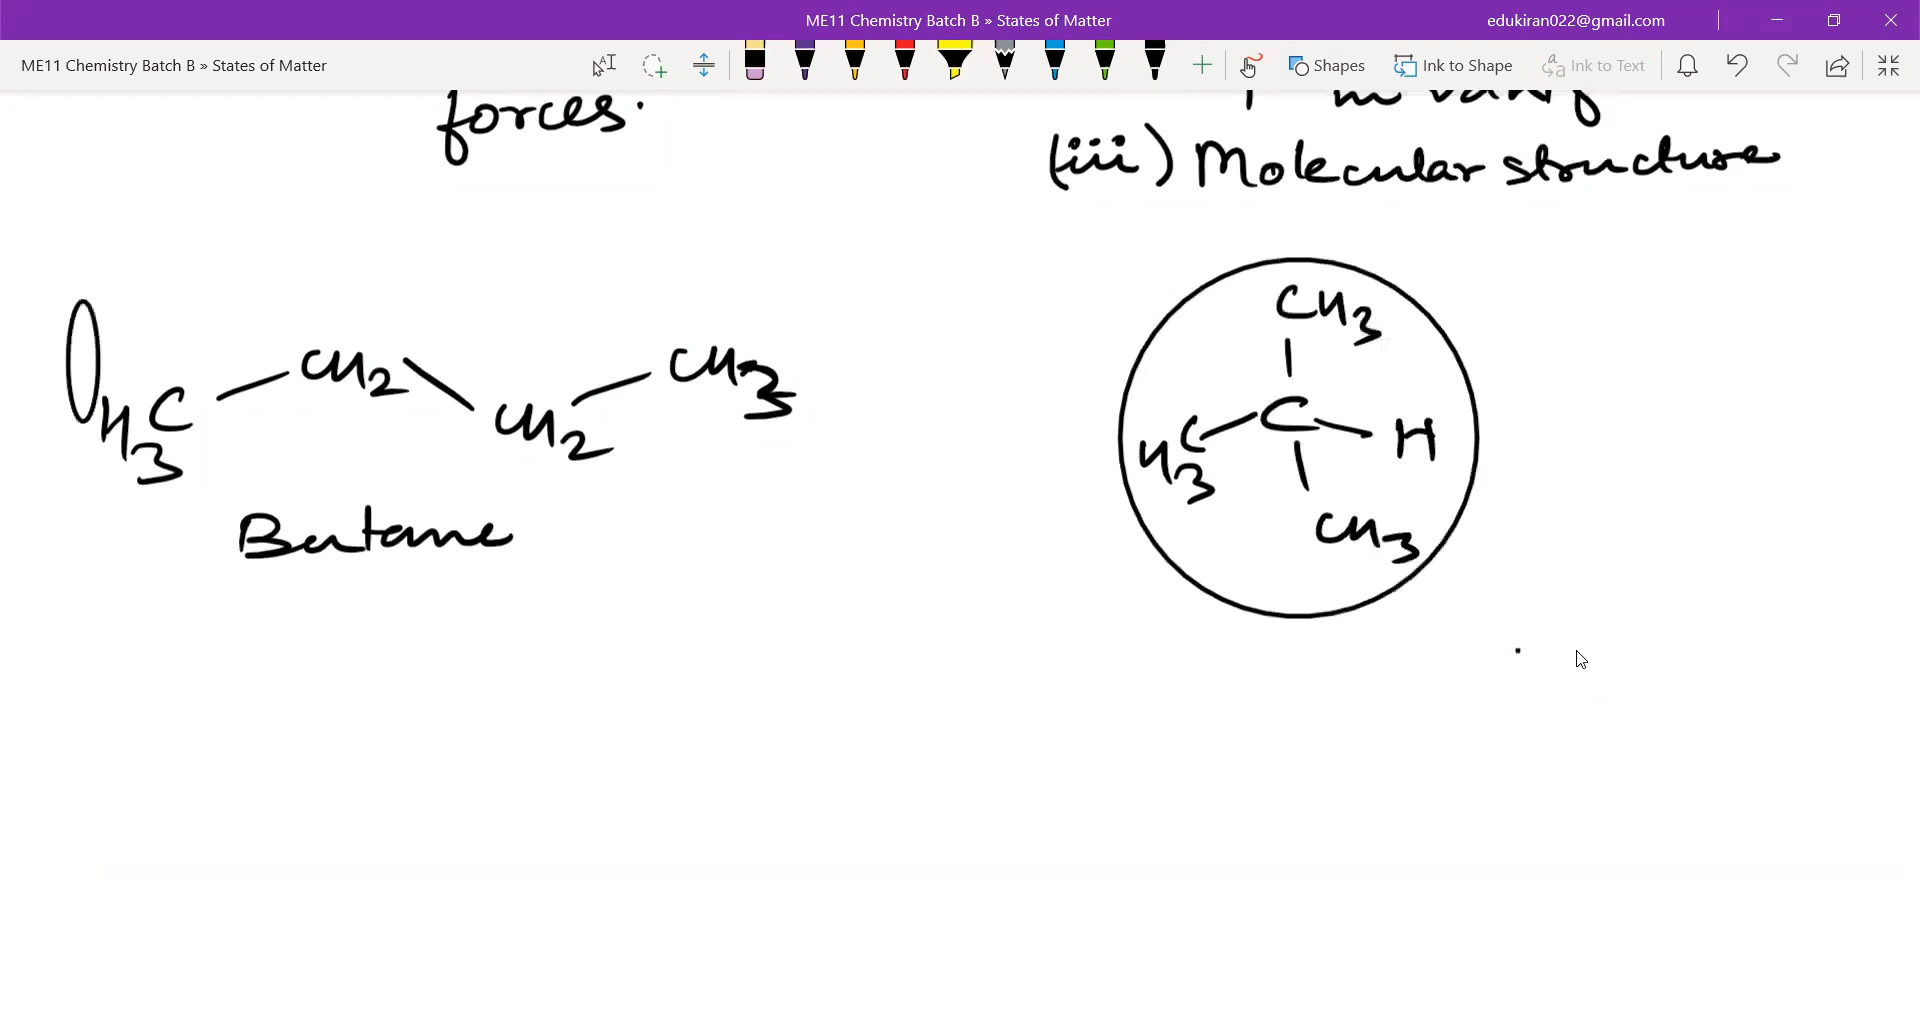 ME11 Chemistry Batch B » States of Matter
edukiran022@gmail.com
ME11 Chemistry Batch B » States of Matter
Shapes
Ink to Shape
Ink to Text
forces.
(iii) Molecular structure
H3C CH2 CH2 CH3
Butane
CH3
H3C C H
CH3